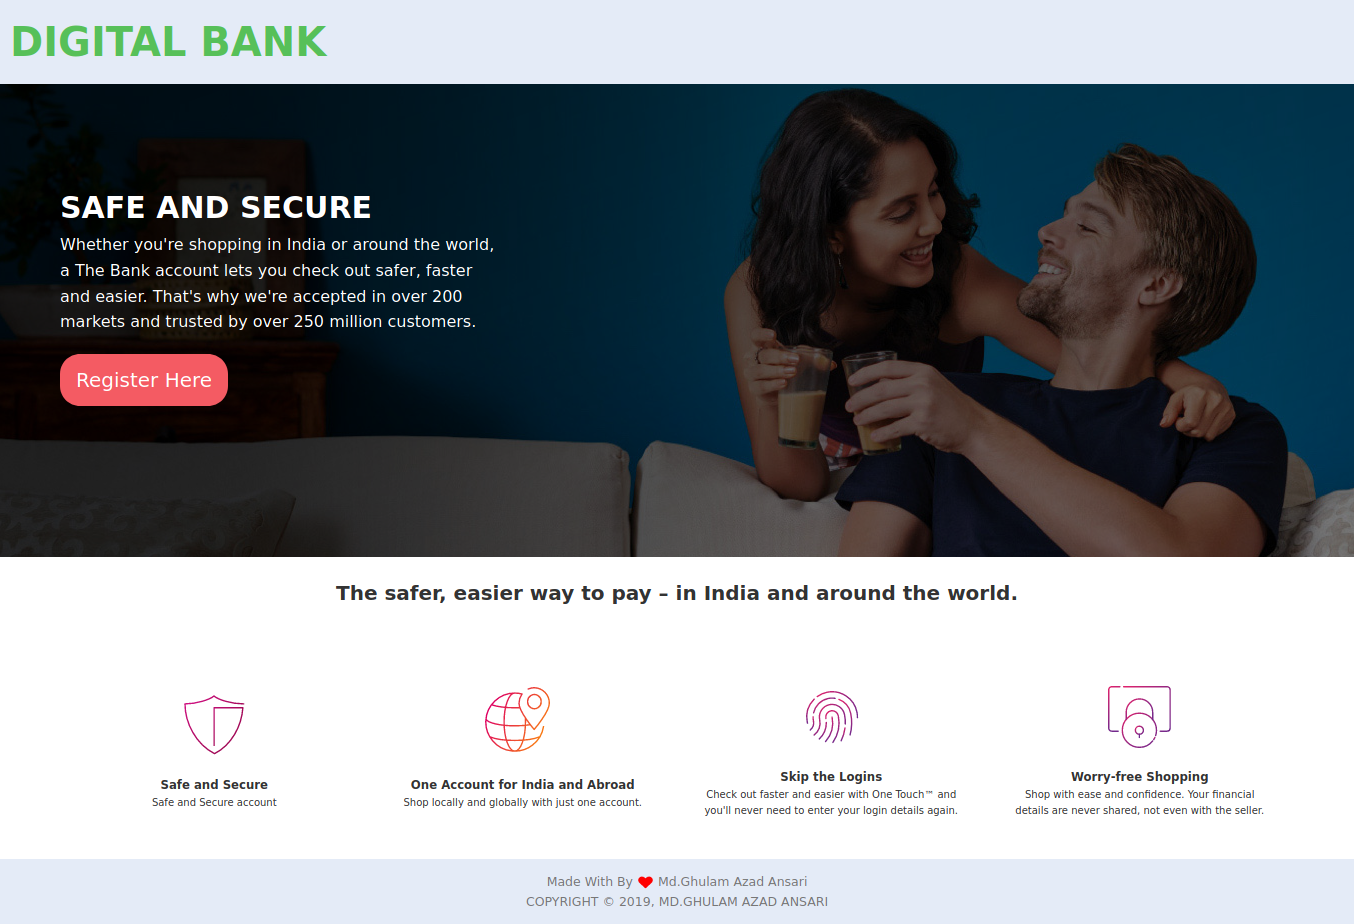 DIGITAL BANK
SAFE AND SECURE
Whether you're shopping in India or around the world,
a The Bank account lets you check out safer, faster
and easier. That's why we're accepted in over 200
markets and trusted by over 250 million customers.
Register Here
The safer, easier way to pay – in India and around the world.
Safe and Secure
Safe and Secure account
One Account for India and Abroad
Shop locally and globally with just one account.
Skip the Logins
Check out faster and easier with One Touch™ and
you'll never need to enter your login details again.
Worry-free Shopping
Shop with ease and confidence. Your financial
details are never shared, not even with the seller.
Made With By ❤ Md.Ghulam Azad Ansari
COPYRIGHT © 2019, MD.GHULAM AZAD ANSARI